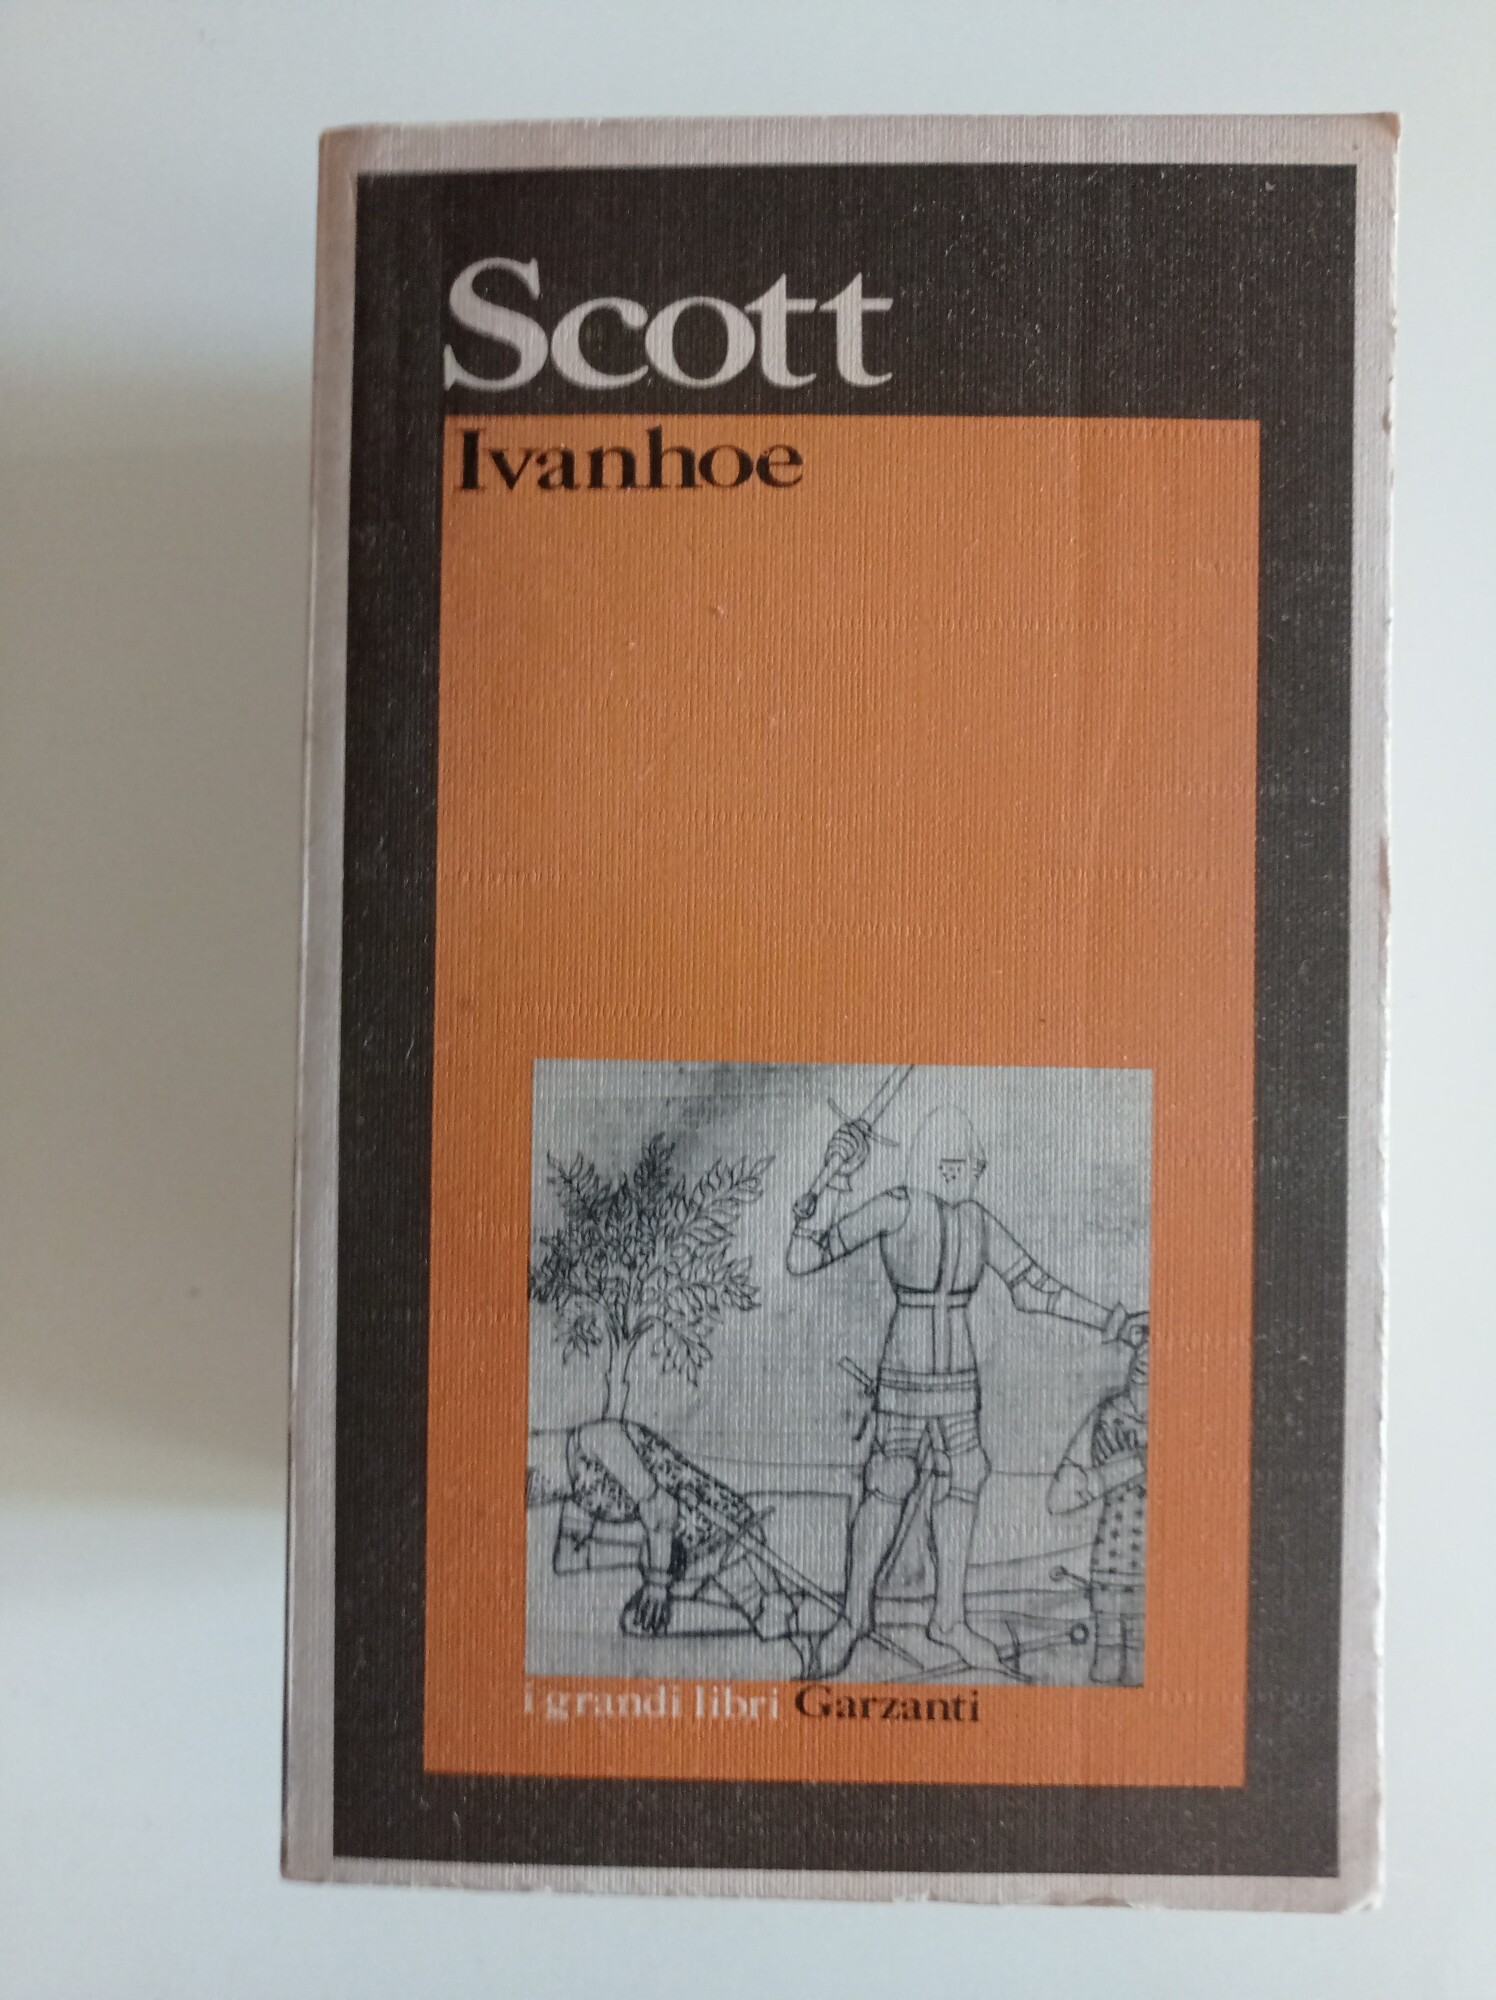 Scott
Ivanhoe
i grandi libri Garzanti